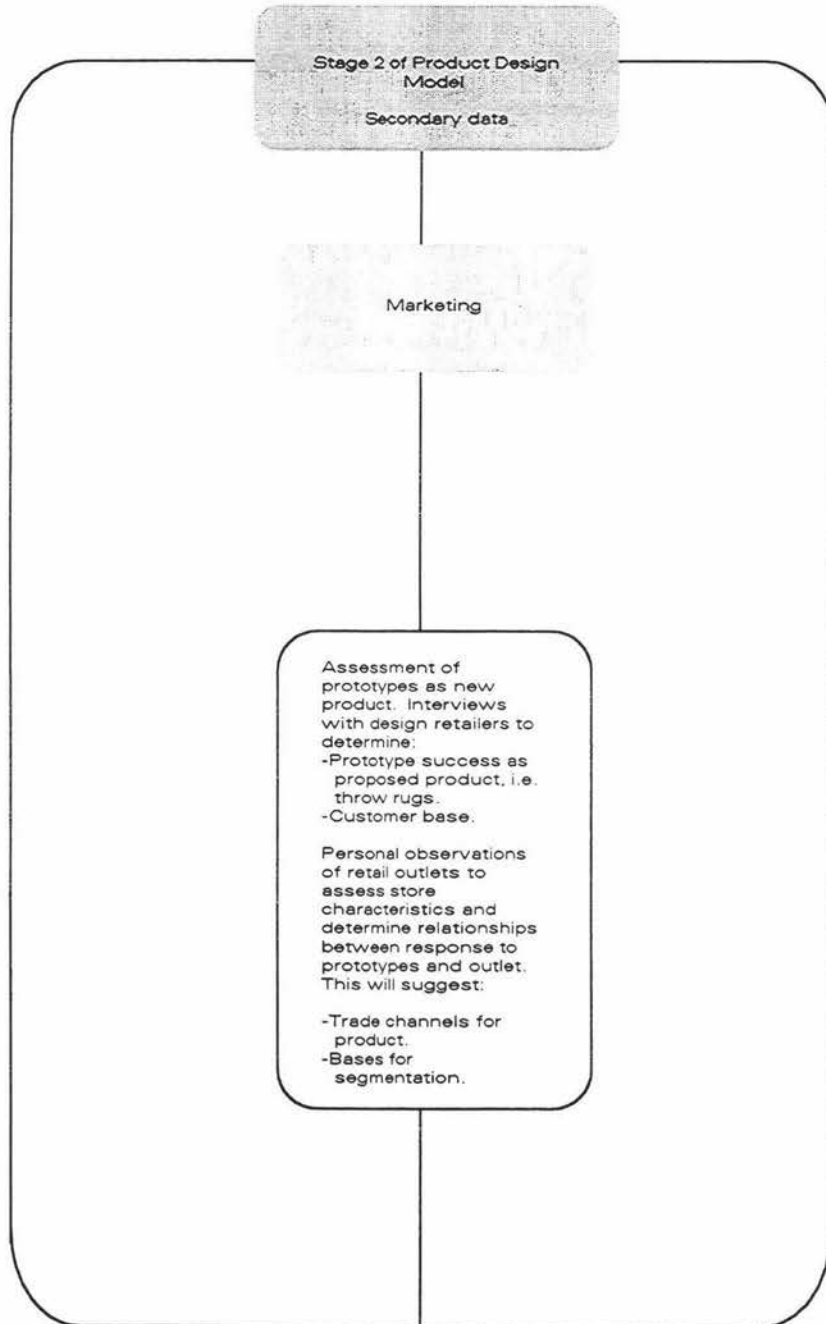 Stage 2 of Product Design
Model
Secondary data
Marketing
Assessment of
prototypes as new
product. Interviews
with design retailers to
determine:
-Prototype success as
proposed product, i.e.
throw rugs.
-Customer base.
Personal observations
of retail outlets to
assess store
characteristics and
determine relationships
between response to
prototypes and outlet.
This will suggest:
-Trade channels for
product.
-Bases for
segmentation.